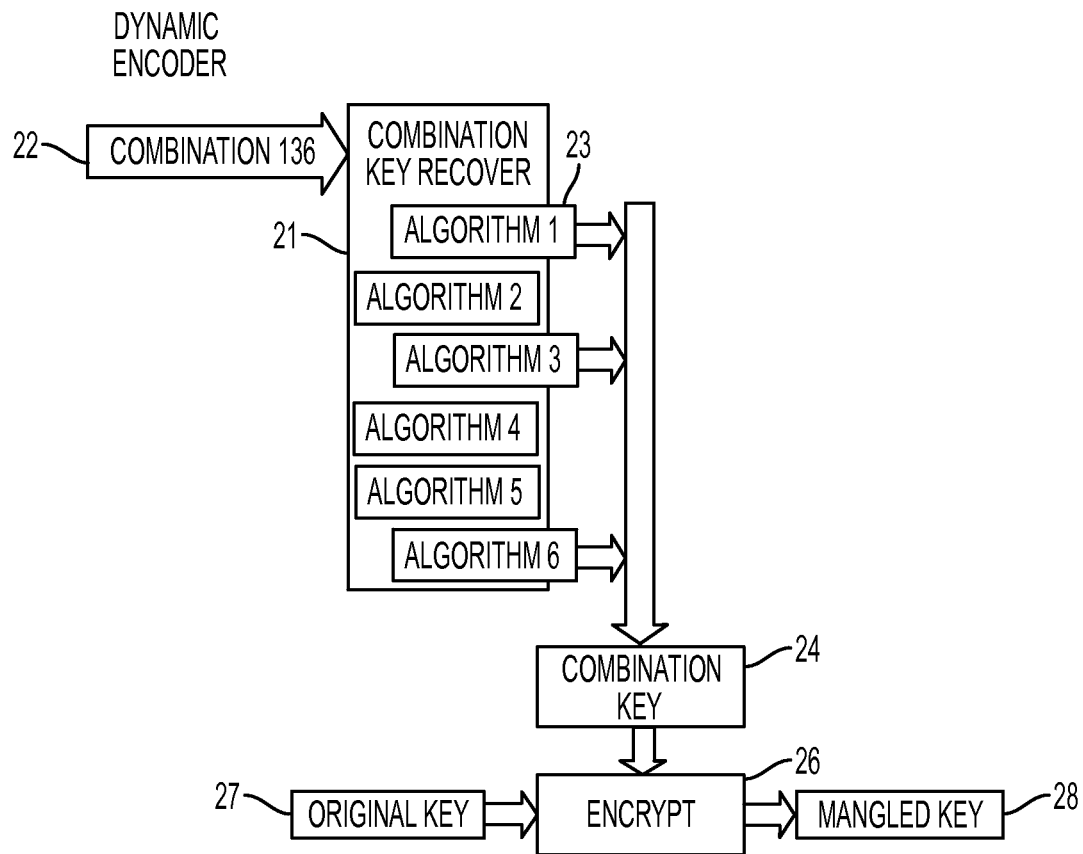 DYNAMIC
ENCODER
22
COMBINATION 136
COMBINATION
KEY RECOVER
23
21
ALGORITHM 1
ALGORITHM 2
ALGORITHM 3
ALGORITHM 4
ALGORITHM 5
ALGORITHM 6
COMBINATION
KEY
24
26
27
ORIGINAL KEY
ENCRYPT
MANGLED KEY
28